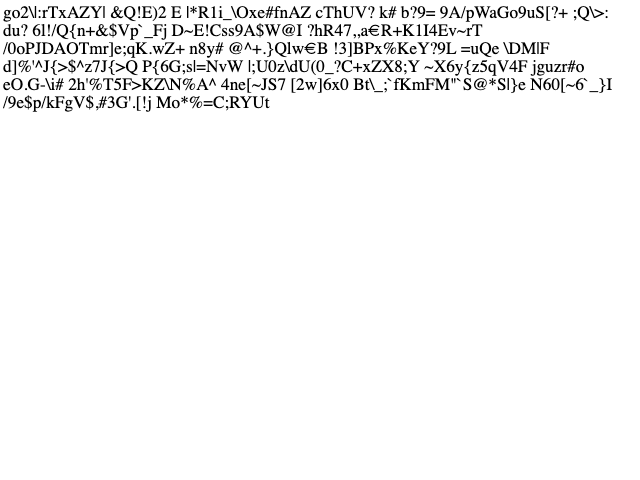 go2\l:rTxAZY| &Q!E)2 E |*R1i_\Oxe#fnAZ cThUV? k# b?9= 9A/pWaGo9uS[?+ ;Q\>:
du? 6l!/Q{n+&$Vp`_Fj D~E!Css9A$W@I ?hR47,,a€R+K1I4Ev~rT
/0oPJDAOTmr]e;qK.wZ+ n8y# @^+.}Qlw€B !3]BPx%KeY?9L =uQe \DM|F
d]%'^J{>$^z7J{>Q P{6G;s|=NvW |;U0z\dU(0_?C+xZX8;Y ~X6y{z5qV4F jguzr#o
eO.G-\i# 2h'%T5F>KZ\N%A^ 4ne[~JS7 [2w]6x0 Bt\_;`fKmFM"`S@*S|}e N60[~6`_}I
/9e$p/kFgV$,#3G'.[!j Mo*%=C;RYUt